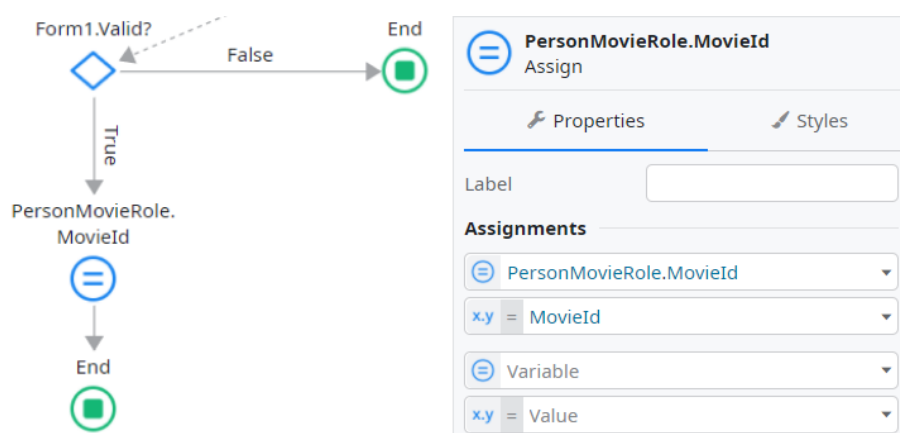 Form1.Valid?
End
False
True
PersonMovieRole.
MovieId
End
PersonMovieRole.MovieId
Assign
Properties
Styles
Label
Assignments
PersonMovieRole.MovieId
x.y = MovieId
Variable
x.y = Value